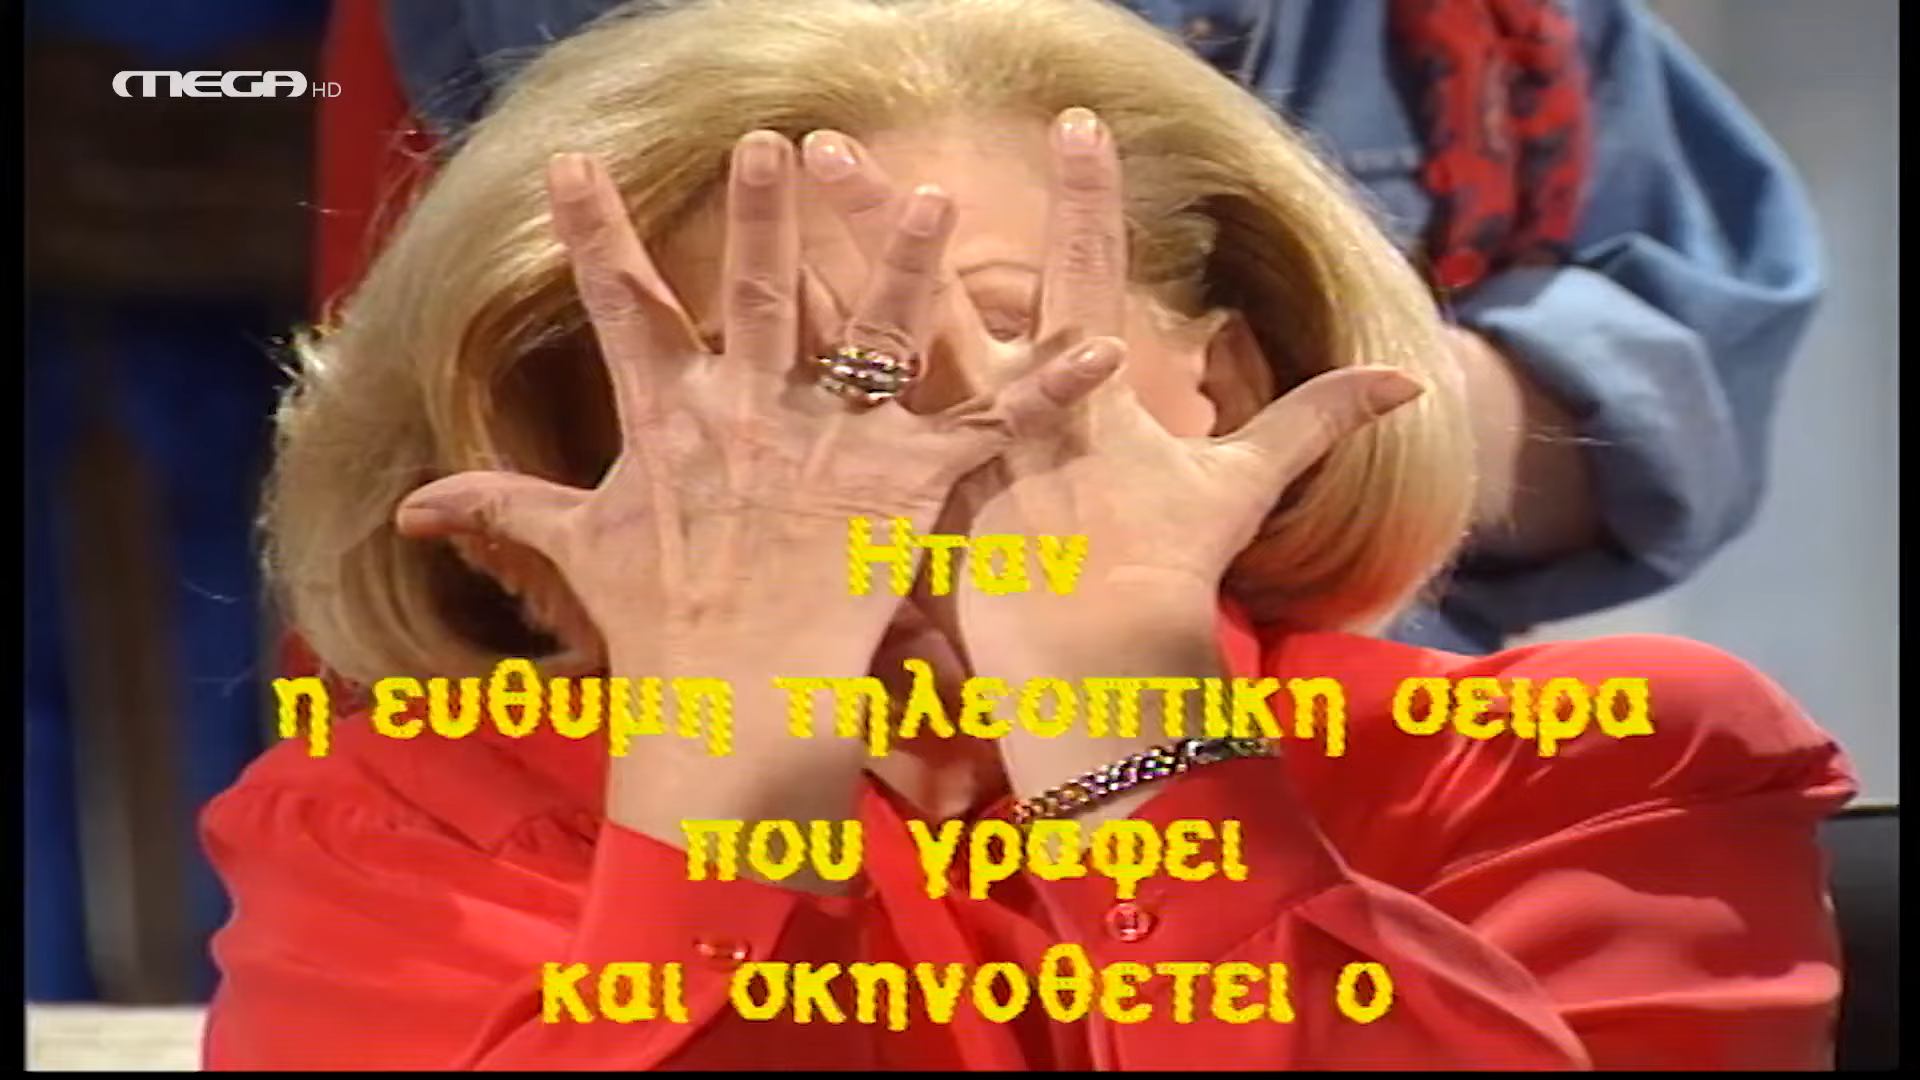 MEGA HD
Ηταν
η ευθυμη τηλεοπτικη σειρα
που γραφει
και σκηνοθετει ο